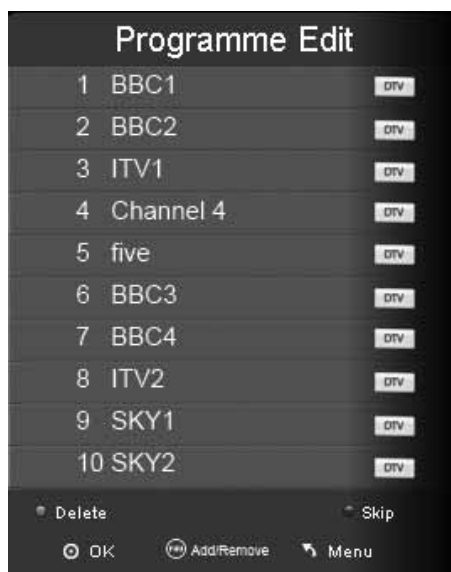 Programme Edit
1 BBC1 DTV
2 BBC2 DTV
3 ITV1 DTV
4 Channel 4 DTV
5 five DTV
6 BBC3 DTV
7 BBC4 DTV
8 ITV2 DTV
9 SKY1 DTV
10 SKY2 DTV
Delete Skip
OK Add/Remove Menu